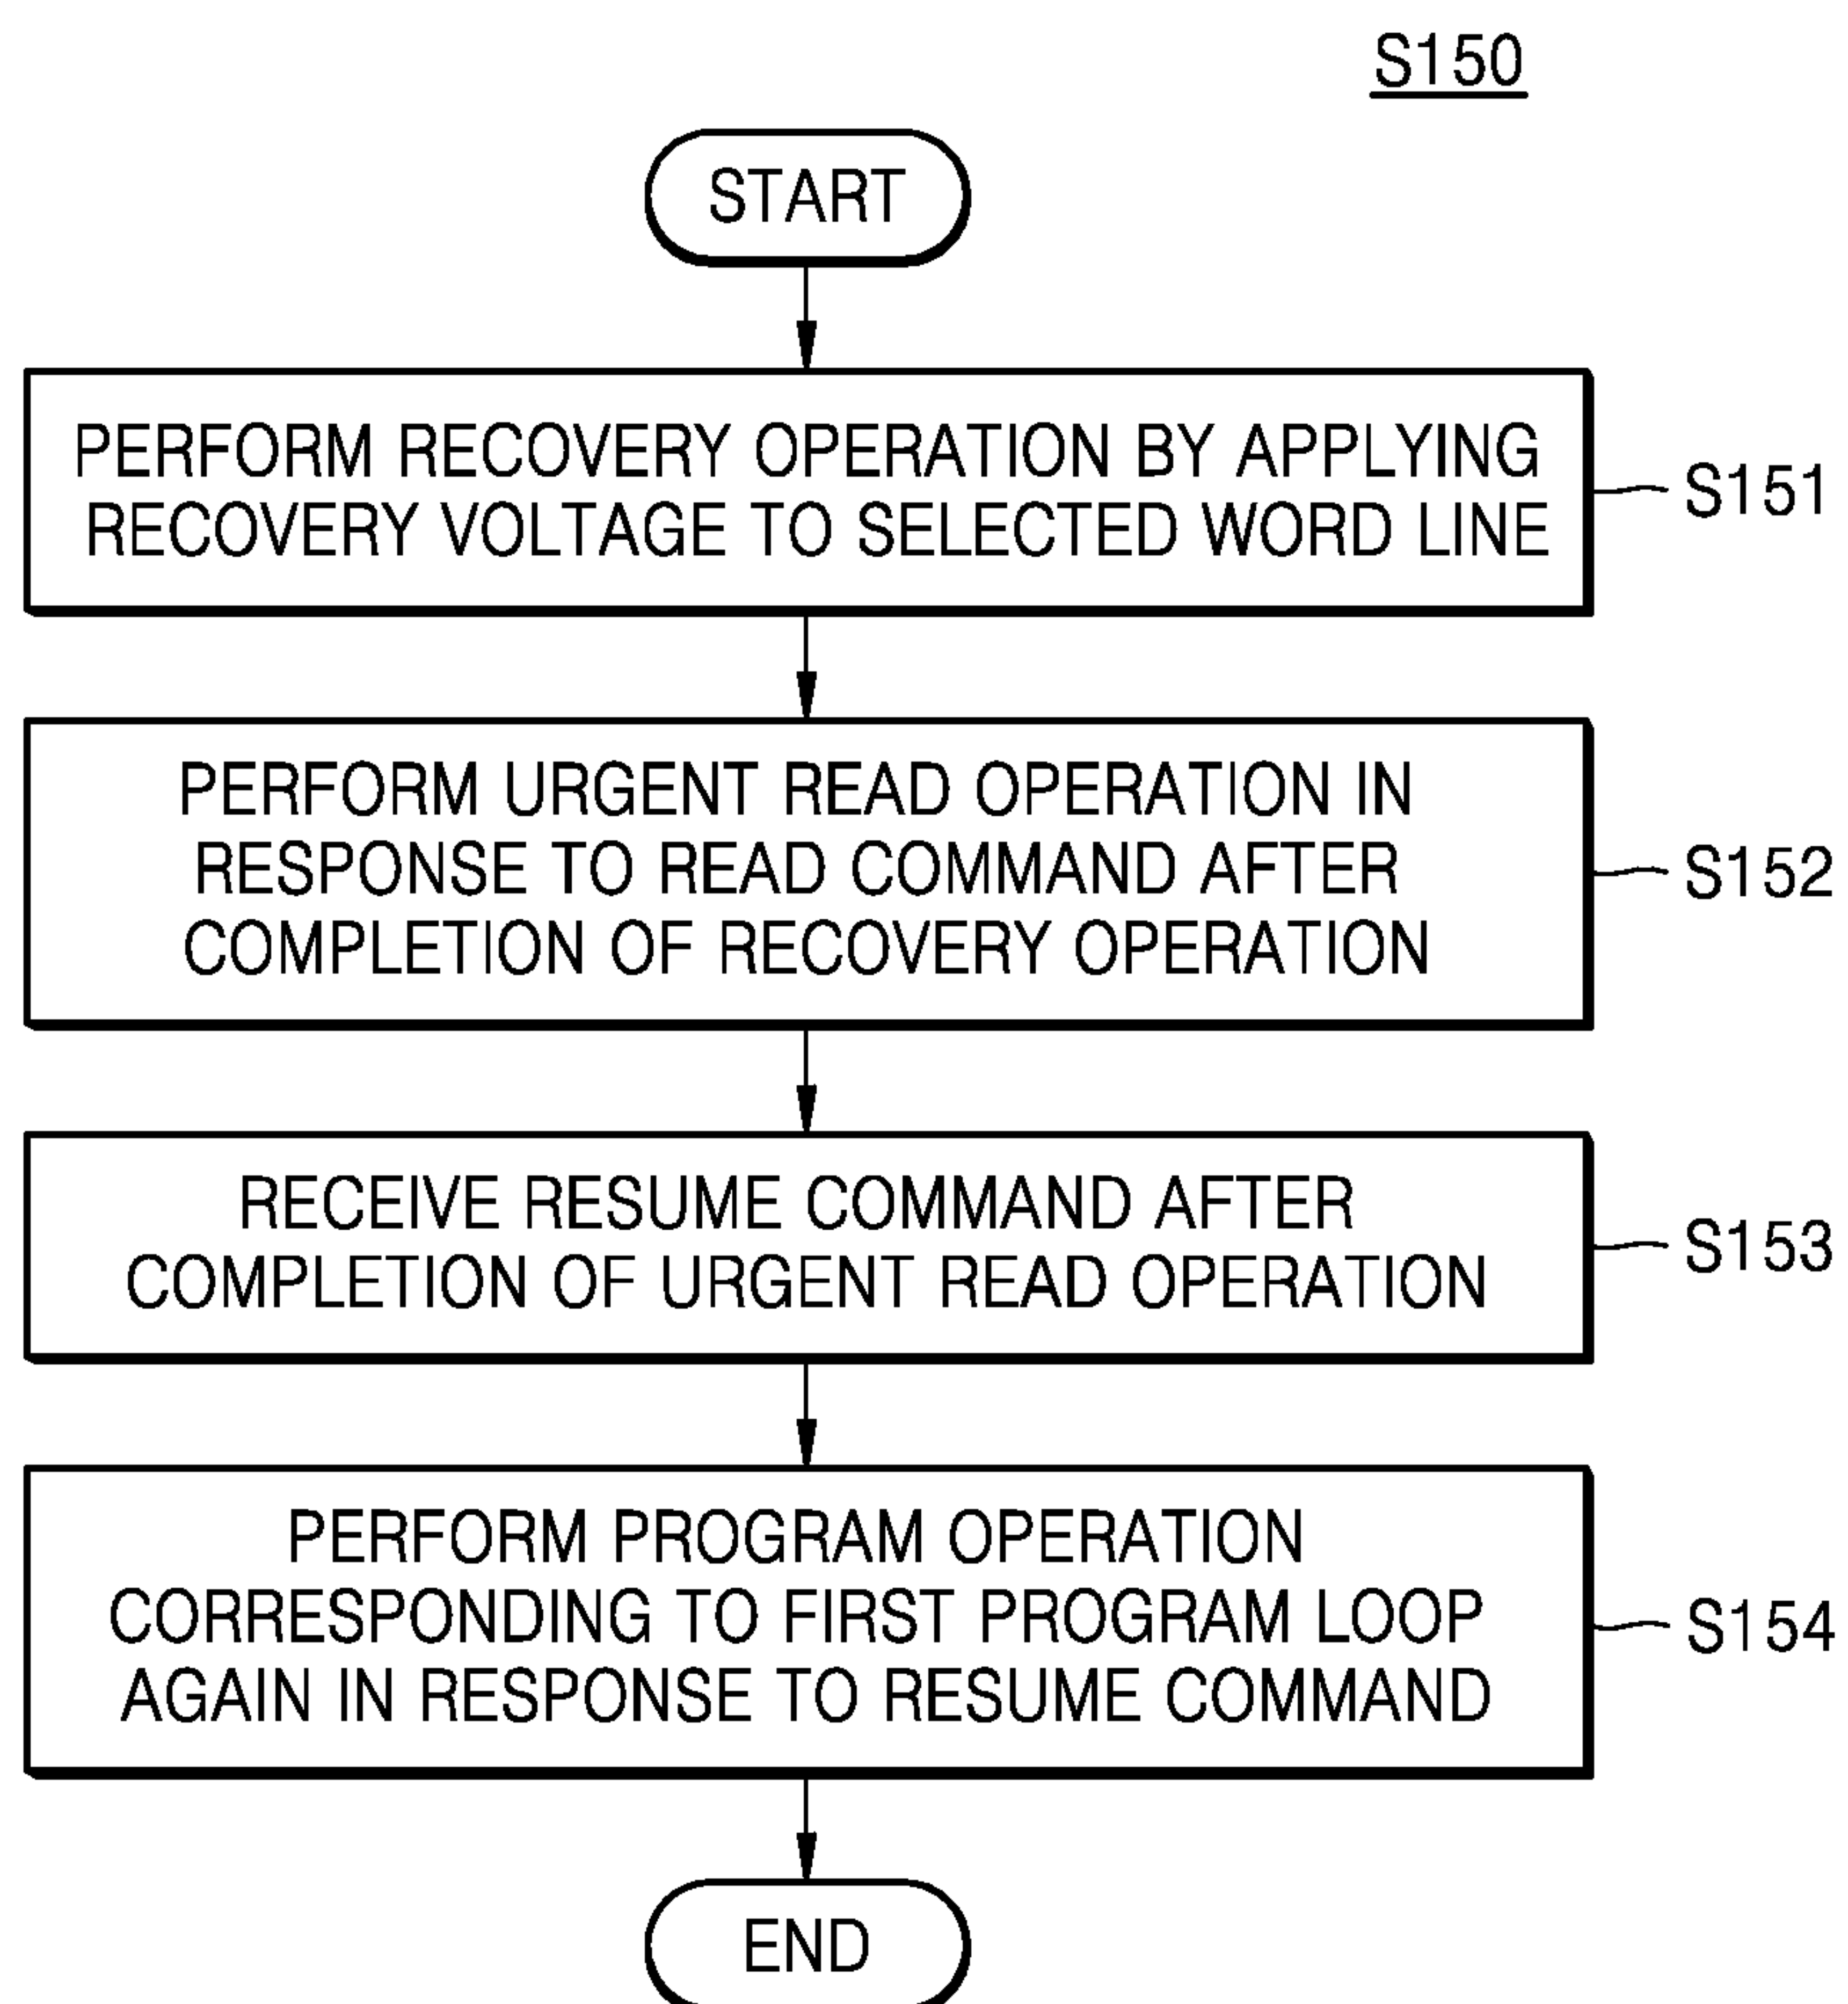 S150
START
PERFORM RECOVERY OPERATION BY APPLYING
RECOVERY VOLTAGE TO SELECTED WORD LINE
S151
PERFORM URGENT READ OPERATION IN
RESPONSE TO READ COMMAND AFTER
COMPLETION OF RECOVERY OPERATION
S152
RECEIVE RESUME COMMAND AFTER
COMPLETION OF URGENT READ OPERATION
S153
PERFORM PROGRAM OPERATION
CORRESPONDING TO FIRST PROGRAM LOOP
AGAIN IN RESPONSE TO RESUME COMMAND
S154
END